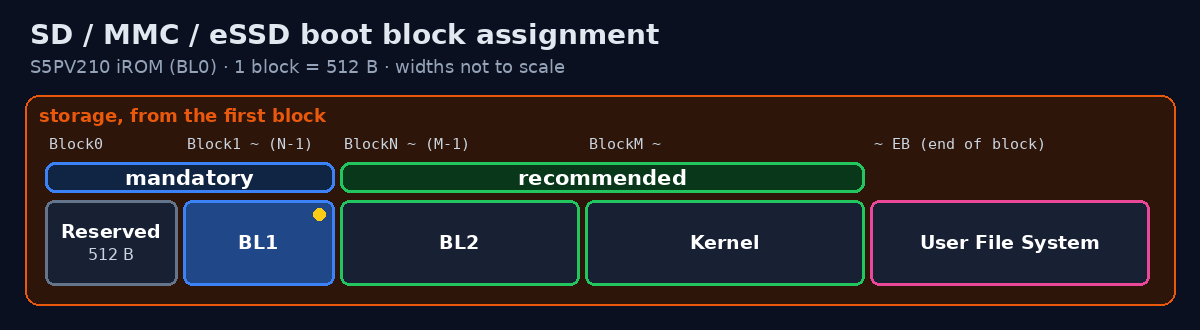 SD / MMC / eSSD boot block assignment
S5PV210 iROM (BL0) · 1 block = 512 B · widths not to scale
storage, from the first block
Block0 Block1 ~ (N-1) BlockN ~ (M-1) BlockM ~ ~ EB (end of block)
mandatory recommended
Reserved BL1 BL2 Kernel User File System
512 B